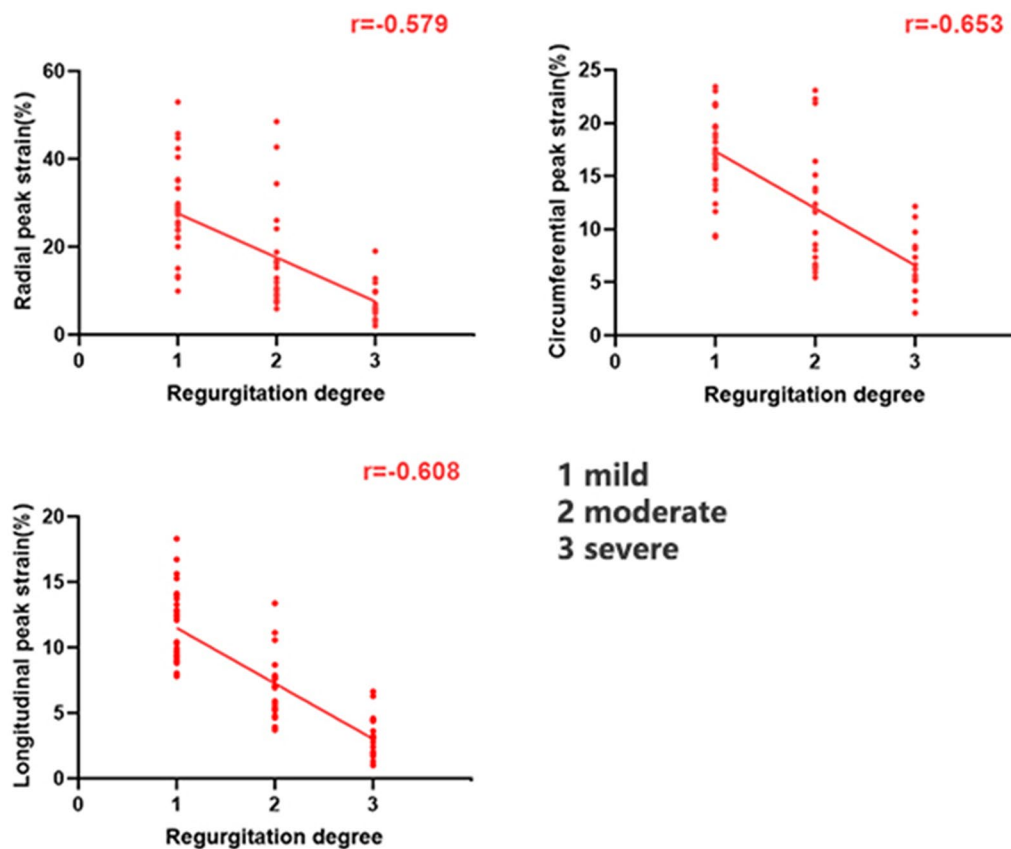 r=-0.579
Radial peak strain(%)
60
40
20
0
0 1 2 3
Regurgitation degree
r=-0.653
Circumferential peak strain(%)
25
20
15
10
5
0
0 1 2 3
Regurgitation degree
r=-0.608
Longitudinal peak strain(%)
20
15
10
5
0
0 1 2 3
Regurgitation degree
1 mild
2 moderate
3 severe